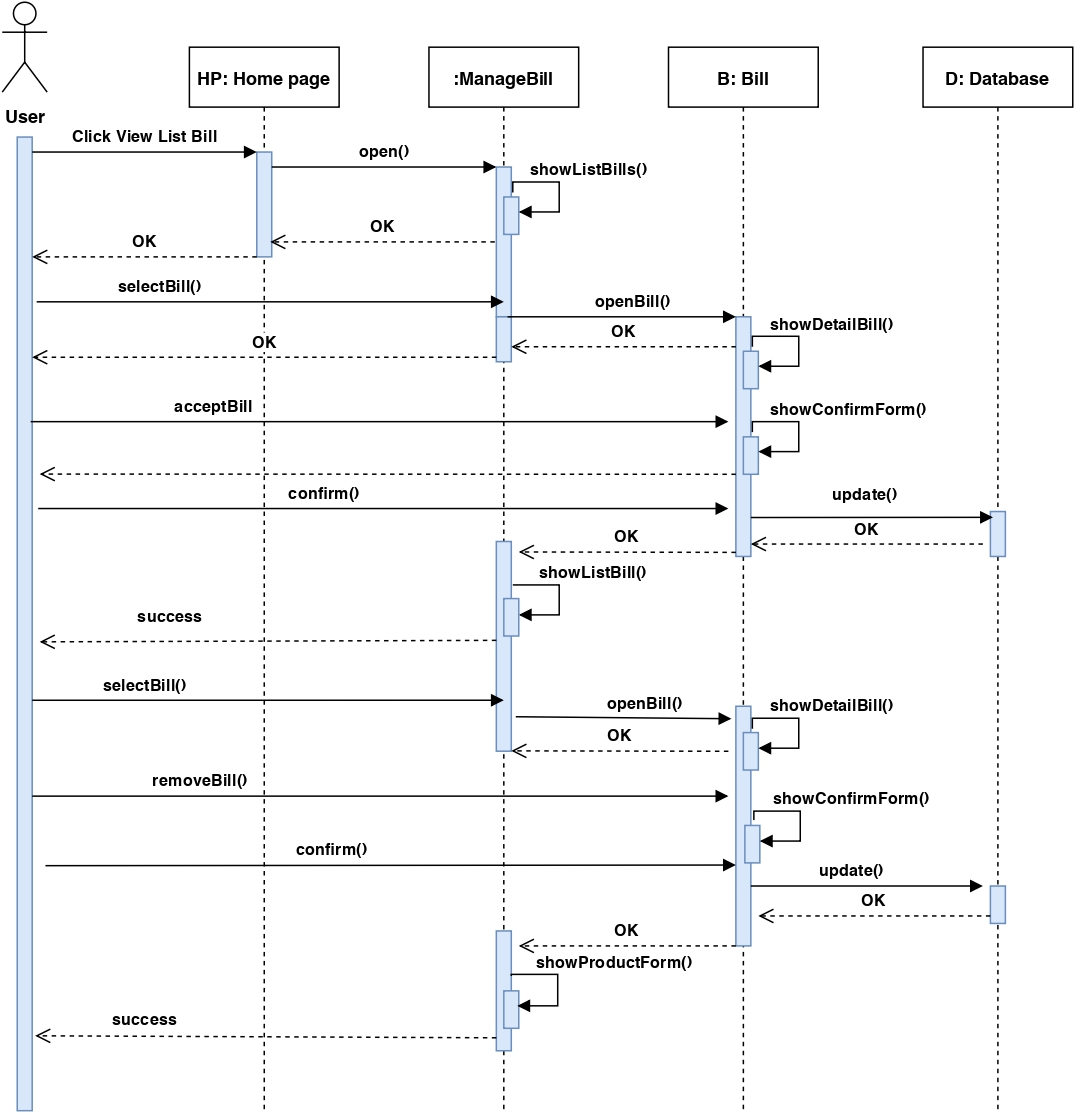 HP: Home page
:ManageBill
B: Bill
D: Database
User
Click View List Bill
open()
showListBills()
OK
OK
selectBill()
openBill()
showDetailBill()
OK
OK
acceptBill
showConfirmForm()
confirm()
update()
OK
OK
showListBill()
success
selectBill()
openBill()
showDetailBill()
OK
removeBill()
showConfirmForm()
confirm()
update()
OK
OK
showProductForm()
success